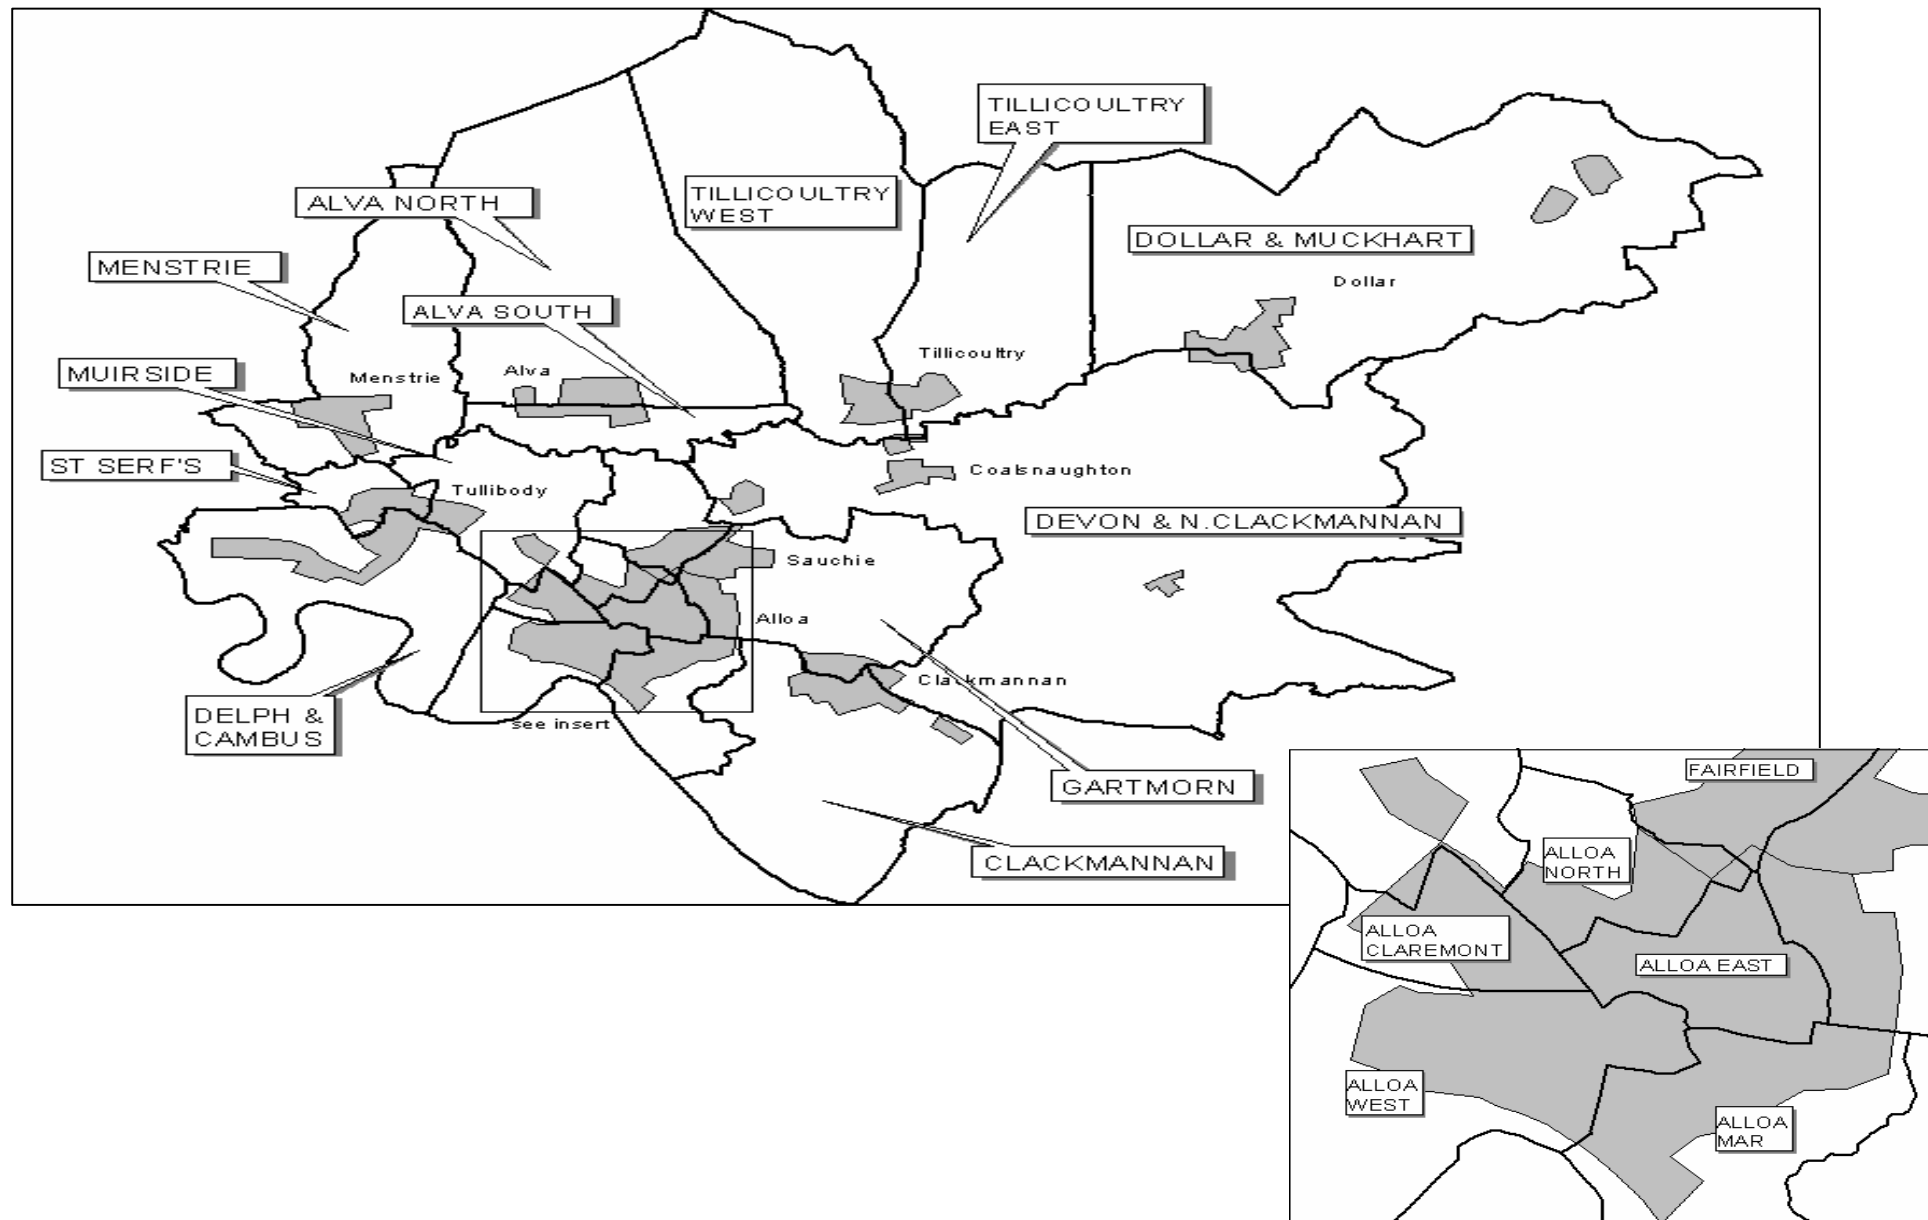 TILLICOULTRY
EAST
ALVA NORTH
TILLICOULTRY
WEST
DOLLAR & MUCKHART
MENSTRIE
Dollar
ALVA SOUTH
Tillicoultry
MUIRSIDE
Menstrie
Alva
ST SERF'S
Coalsnaughton
Tullibody
DEVON & N.CLACKMANNAN
Sauchie
Alloa
Clackmannan
DELPH &
CAMBUS
see insert
GARTMORN
CLACKMANNAN
FAIRFIELD
ALLOA
NORTH
ALLOA
CLAREMONT
ALLOA EAST
ALLOA
WEST
ALLOA
MAR